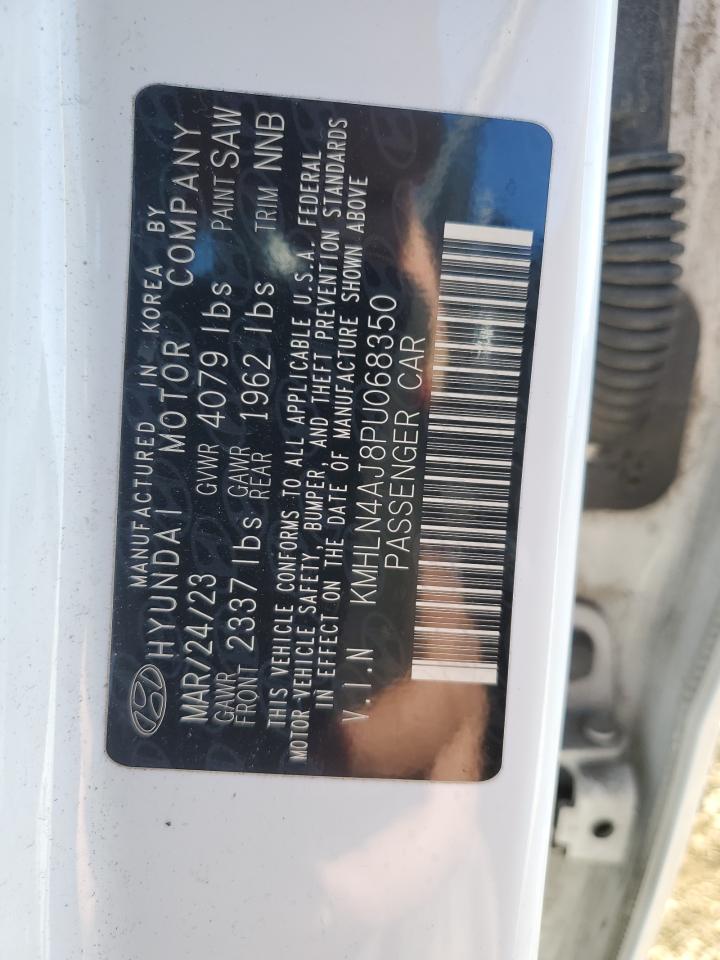 MANUFACTURED IN KOREA BY
HYUNDAI MOTOR COMPANY
MAR/24/23 GVWR 4079 lbs PAINT SAW
GAWR FRONT 2337 lbs GAWR REAR 1962 lbs TRIM NNB
THIS VEHICLE CONFORMS TO ALL APPLICABLE U.S.A. FEDERAL
MOTOR VEHICLE SAFETY, BUMPER, AND THEFT PREVENTION STANDARDS
IN EFFECT ON THE DATE OF MANUFACTURE SHOWN ABOVE
V.I.N KMHLN4AJ8PU068350
PASSENGER CAR